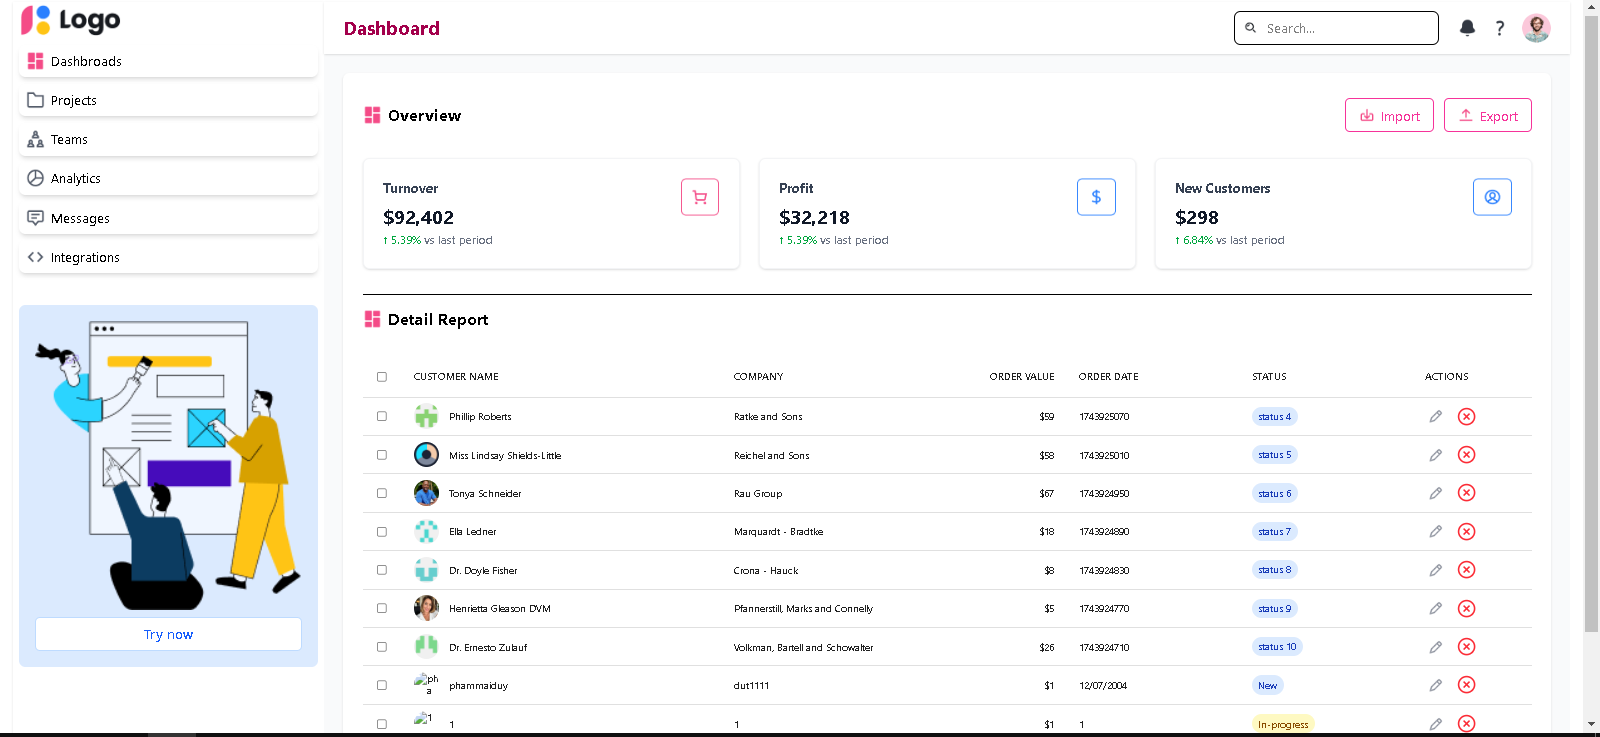 Logo
Dashbroads
Projects
Teams
Analytics
Messages
Integrations
Try now
Dashboard
Search...
?
Overview
Import
Export
Turnover
$92,402
↑ 5.39% vs last period
Profit
$32,218
$
↑ 5.39% vs last period
New Customers
$298
↑ 6.84% vs last period
Detail Report
CUSTOMER NAME COMPANY ORDER VALUE ORDER DATE STATUS ACTIONS
Phillip Roberts Ratke and Sons $59 1743925070 status 4
Miss Lindsay Shields-Little Reichel and Sons $58 1743925010 status 5
Tonya Schneider Rau Group $67 1743924950 status 6
Ella Ledner Marquardt - Bradtke $18 1743924890 status 7
Dr. Doyle Fisher Crona - Hauck $8 1743924830 status 8
Henrietta Gleason DVM Pfannerstill, Marks and Connelly $5 1743924770 status 9
Dr. Ernesto Zulauf Volkman, Bartell and Schowalter $26 1743924710 status 10
pha phammaiduy dut1111 $1 12/07/2004 New
1 1 1 $1 1 In-progress